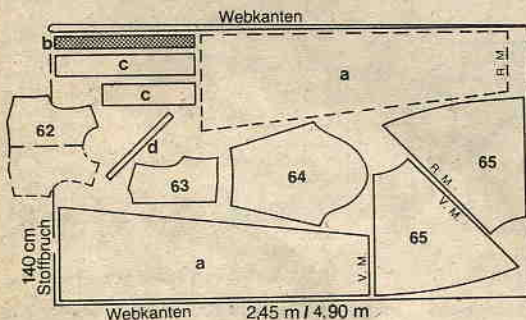 Webkanten
b
c
a
R. M.
c
62
d
63
64
65
R. M.
V. M.
65
a
V. M.
140 cm
Stoffbruch
Webkanten 2,45 m / 4,90 m